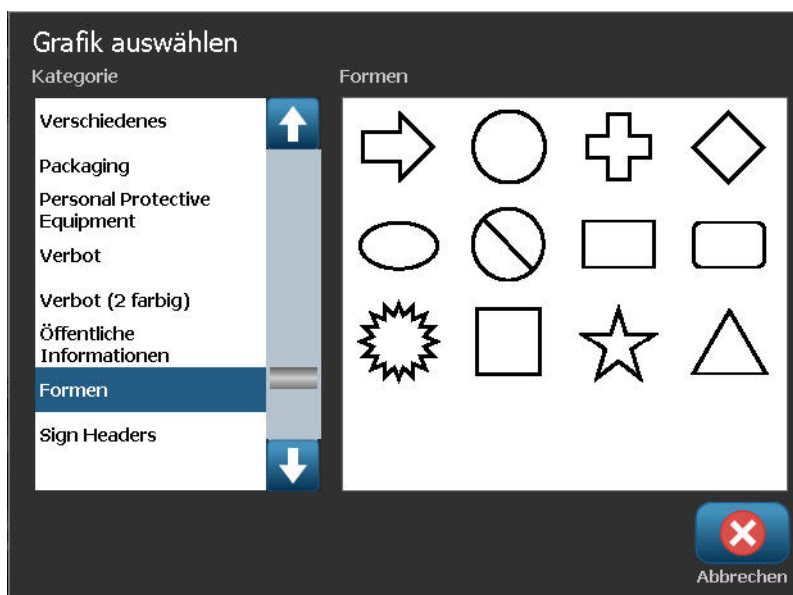 Grafik auswählen
Kategorie
Formen
Verschiedenes
Packaging
Personal Protective
Equipment
Verbot
Verbot (2 farbig)
Öffentliche
Informationen
Formen
Sign Headers
Abbrechen